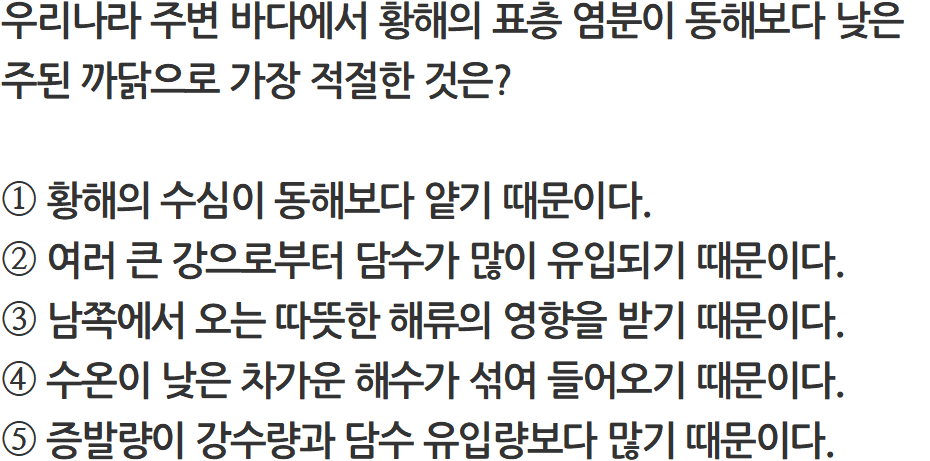 우리나라 주변 바다에서 황해의 표층 염분이 동해보다 낮은
주된 까닭으로 가장 적절한 것은?
① 황해의 수심이 동해보다 얕기 때문이다.
② 여러 큰 강으로부터 담수가 많이 유입되기 때문이다.
③ 남쪽에서 오는 따뜻한 해류의 영향을 받기 때문이다.
④ 수온이 낮은 차가운 해수가 섞여 들어오기 때문이다.
⑤ 증발량이 강수량과 담수 유입량보다 많기 때문이다.